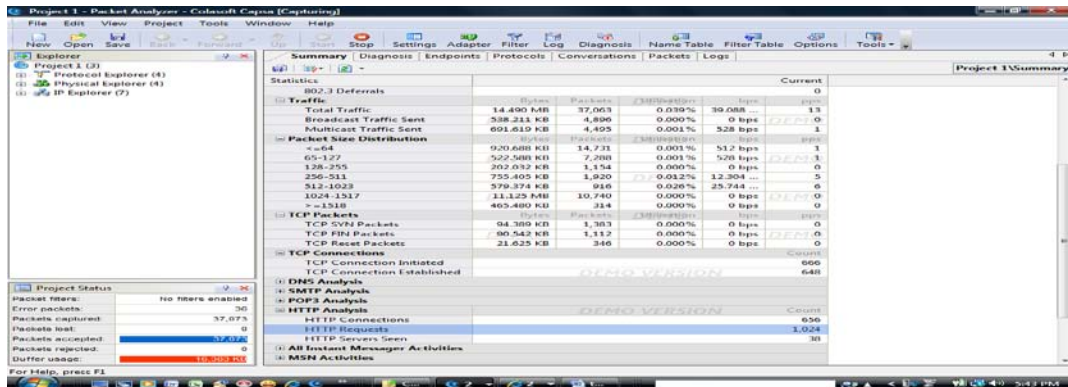 Project 1 - Packet Analyzer - Colasoft Capsa [Capturing]
File Edit View Project Tools Window Help
New Open Save Back Forward Up Start Stop Settings Adapter Filter Log Diagnosis Name Table Filter Table Options Tools
Explorer
Project 1 (3)
Protocol Explorer (4)
Physical Explorer (4)
IP Explorer (7)
Summary Diagnosis Endpoints Protocols Conversations Packets Logs
Project 1\Summary
Statistics Current
802.3 Deferrals 0
Traffic Bytes Packets Utilization bps pps
Total Traffic 14.490 MB 37,063 0.039% 39.088 ... 13
Broadcast Traffic Sent 538.211 KB 4,896 0.000% 0 bps 0
Multicast Traffic Sent 691.619 KB 4,495 0.001% 528 bps 1
Packet Size Distribution Bytes Packets Utilization bps pps
<=64 920.688 KB 14,731 0.001% 512 bps 1
65-127 522.588 KB 7,288 0.001% 528 bps 1
128-255 202.032 KB 1,154 0.000% 0 bps 0
256-511 755.405 KB 1,920 0.012% 12.304 ... 5
512-1023 579.374 KB 916 0.026% 25.744 ... 6
1024-1517 11.125 MB 10,740 0.000% 0 bps 0
>=1518 465.480 KB 314 0.000% 0 bps 0
TCP Packets Bytes Packets Utilization bps pps
TCP SYN Packets 94.389 KB 1,383 0.000% 0 bps 0
TCP FIN Packets 90.542 KB 1,112 0.000% 0 bps 0
TCP Reset Packets 21.625 KB 346 0.000% 0 bps 0
TCP Connections Count
TCP Connection Initiated 666
TCP Connection Established 648
DEMO VERSION
DNS Analysis
SMTP Analysis
POP3 Analysis
HTTP Analysis DEMO VERSION Count
HTTP Connections 656
HTTP Requests 1,024
HTTP Servers Seen 38
All Instant Messager Activities
MSN Activities
Project Status
Packet filters: No filters enabled
Error packets: 36
Packets captured: 37,073
Packets lost: 0
Packets accepted: 37,073
Packets rejected: 0
Buffer usage:
For Help, press F1
5:43 PM